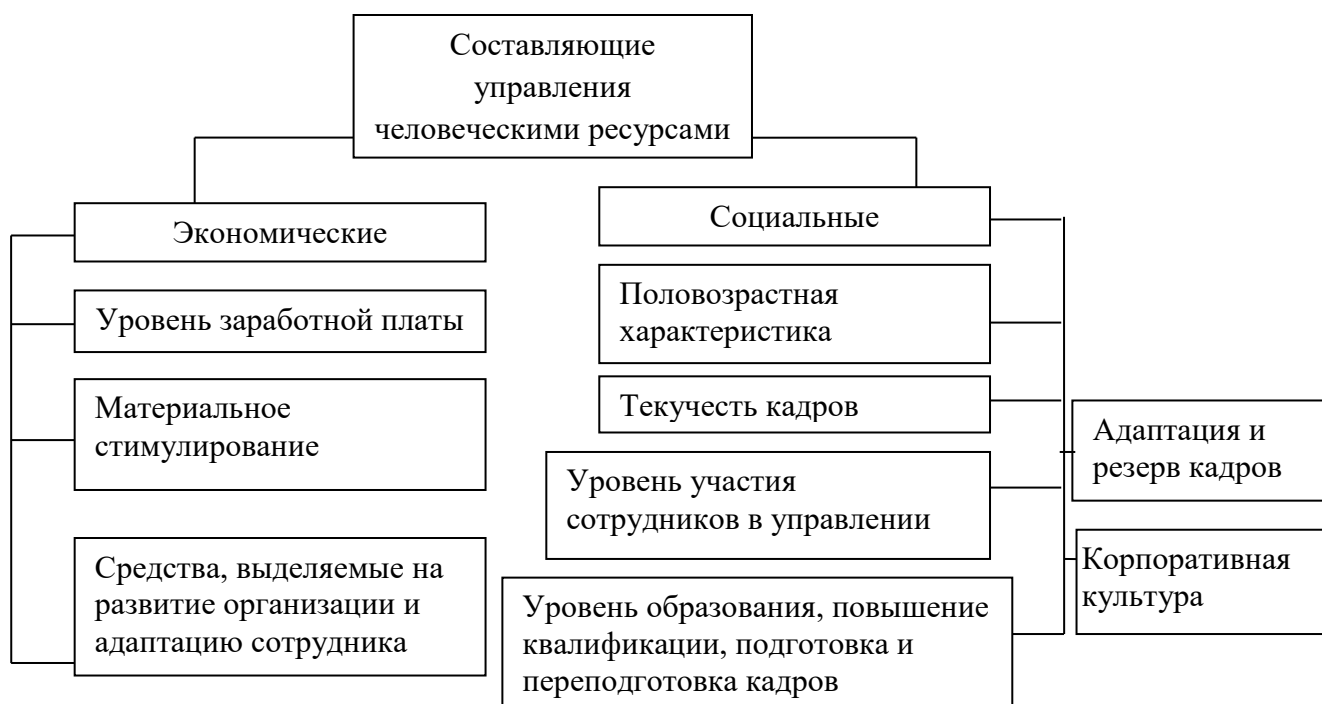 Составляющие
управления
человеческими ресурсами
Экономические
Уровень заработной платы
Материальное
стимулирование
Средства, выделяемые на
развитие организации и
адаптацию сотрудника
Социальные
Половозрастная
характеристика
Текучесть кадров
Уровень участия
сотрудников в управлении
Уровень образования, повышение
квалификации, подготовка и
переподготовка кадров
Адаптация и
резерв кадров
Корпоративная
культура